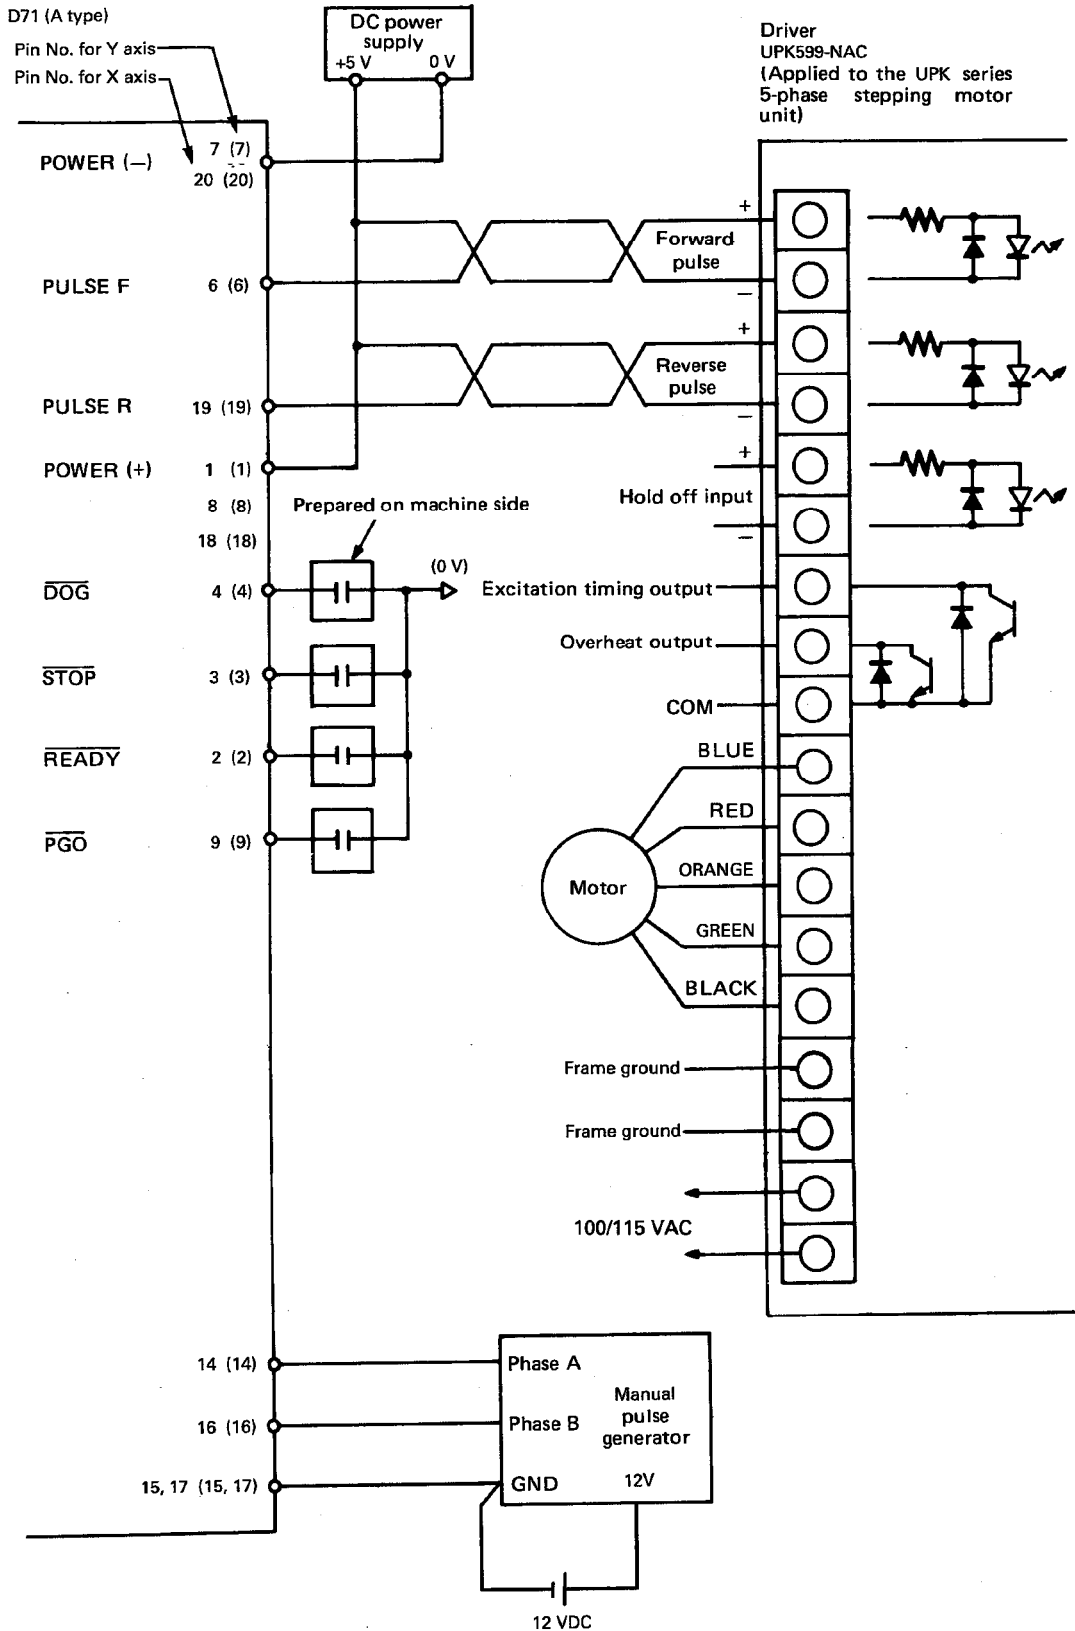 D71 (A type)
Pin No. for Y axis
Pin No. for X axis
DC power
supply
+5 V 0 V
Driver
UPK599-NAC
(Applied to the UPK series
5-phase stepping motor
unit)
POWER (—) 7 (7)
20 (20)
+
Forward
pulse
PULSE F 6 (6)
—
+
Reverse
pulse
PULSE R 19 (19)
—
POWER (+) 1 (1)
+
Hold off input
—
8 (8)
18 (18)
Prepared on machine side
(0 V)
DOG 4 (4)
Excitation timing output
Overheat output
STOP 3 (3)
COM
READY 2 (2)
BLUE
RED
PGO 9 (9)
Motor
ORANGE
GREEN
BLACK
Frame ground
Frame ground
100/115 VAC
14 (14) Phase A
Manual
pulse
generator
16 (16) Phase B
15, 17 (15, 17) GND 12V
12 VDC